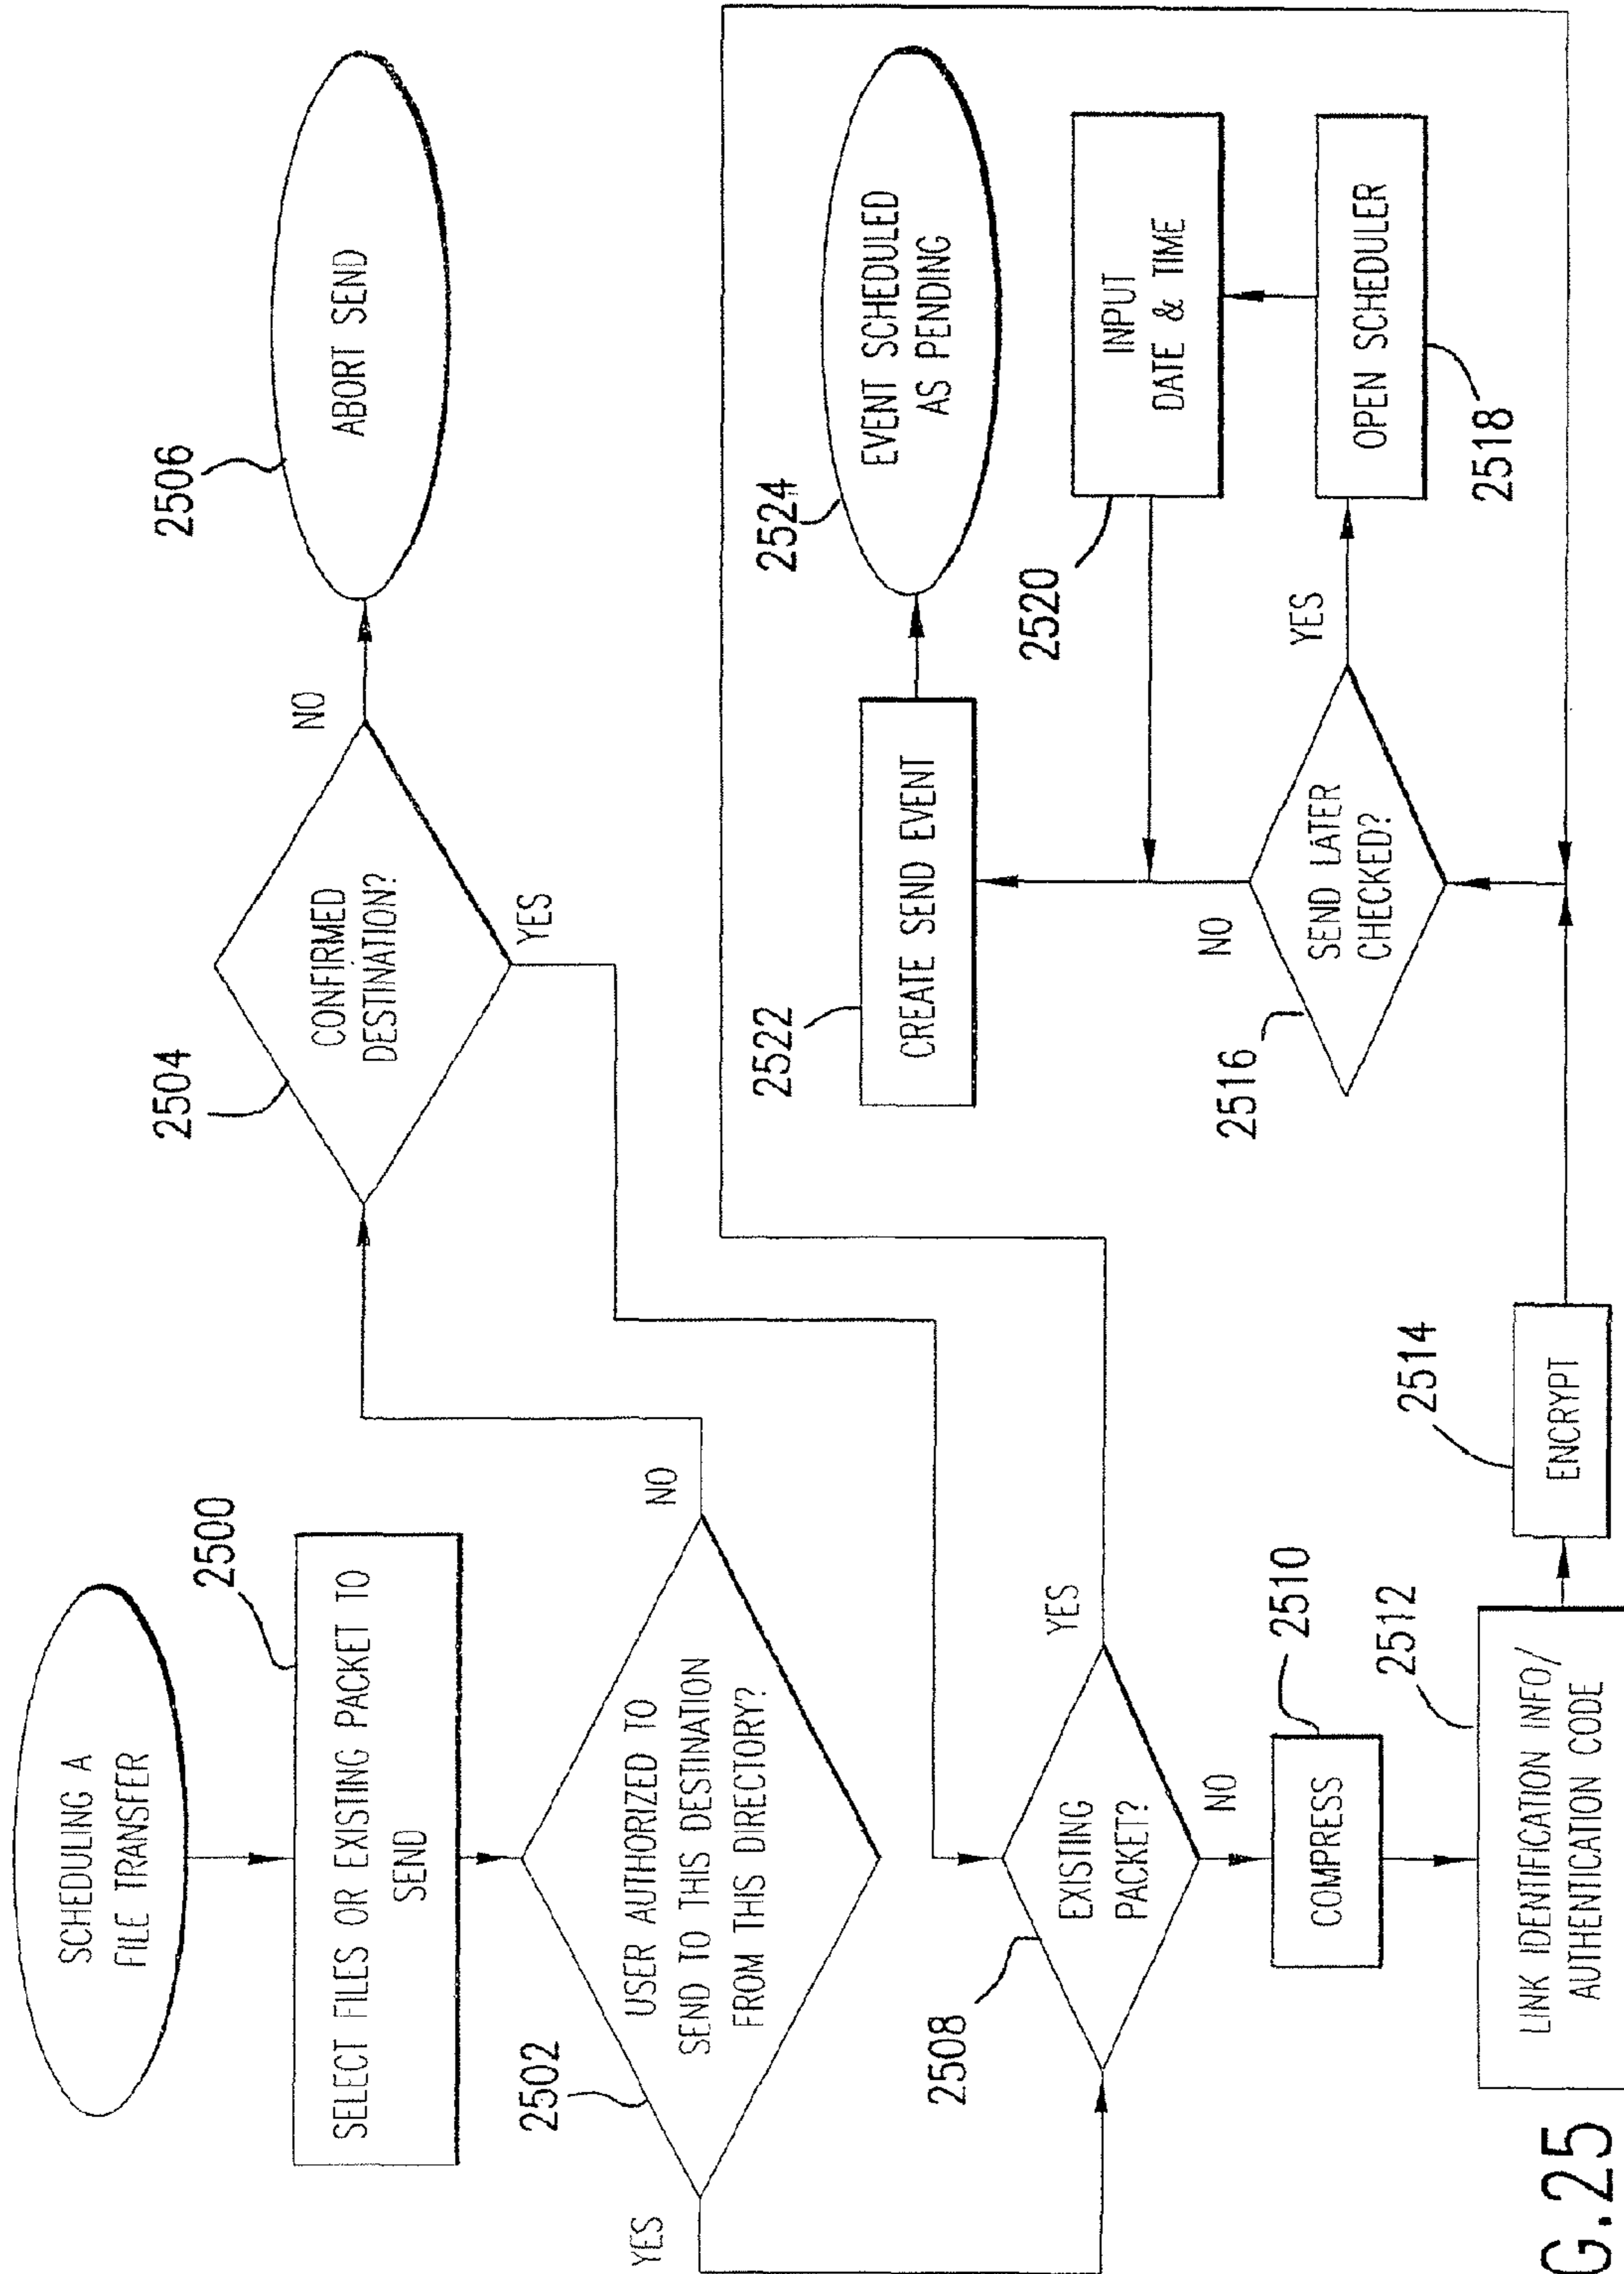 SCHEDULING A
FILE TRANSFER
2500
SELECT FILES OR EXISTING PACKET TO
SEND
2502
USER AUTHORIZED TO
SEND TO THIS DESTINATION
FROM THIS DIRECTORY?
YES
NO
2504
CONFIRMED
DESTINATION?
NO
YES
2506
ABORT SEND
2508
EXISTING
PACKET?
YES
NO
2510
COMPRESS
2512
LINK IDENTIFICATION INFO/
AUTHENTICATION CODE
2514
ENCRYPT
2516
SEND LATER
CHECKED?
NO
YES
2518
OPEN SCHEDULER
2520
INPUT
DATE & TIME
2522
CREATE SEND EVENT
2524
EVENT SCHEDULED
AS PENDING
G.25